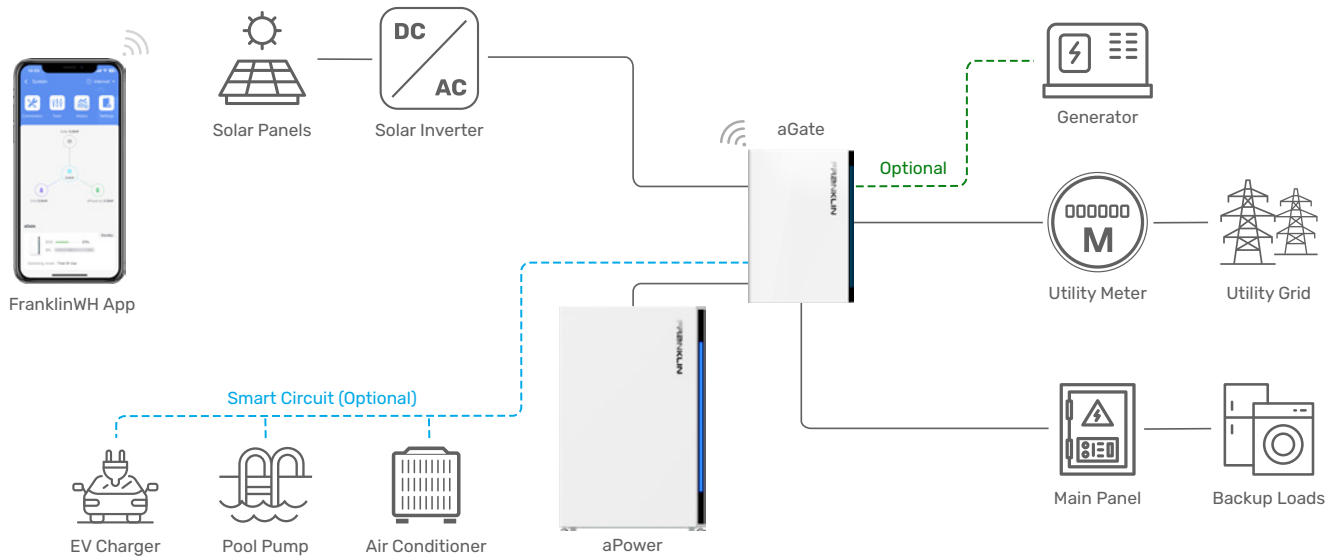 DC
AC
Solar Panels
Solar Inverter
aGate
FRANKLIN
Generator
Optional
M
Utility Meter
Utility Grid
System
FranklinWH App
FRANKLIN
Smart Circuit (Optional)
EV Charger
Pool Pump
Air Conditioner
aPower
Main Panel
Backup Loads